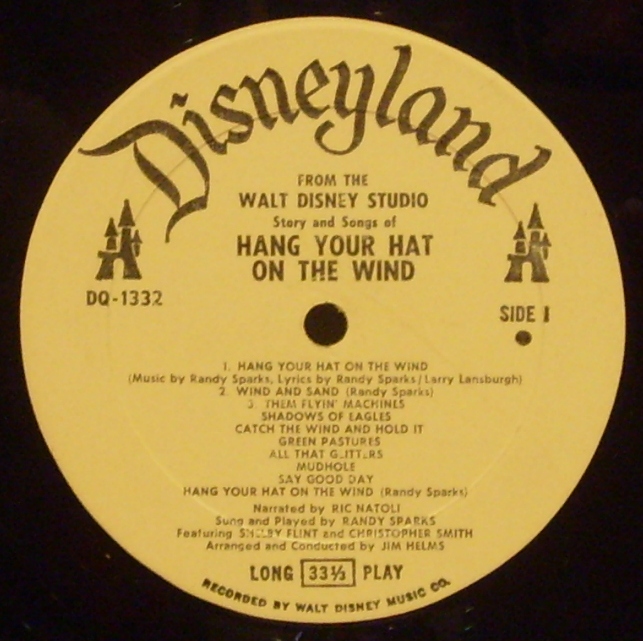 Disneyland
FROM THE
WALT DISNEY STUDIO
Story and Songs of
HANG YOUR HAT
ON THE WIND
DQ-1332
SIDE 1
1. HANG YOUR HAT ON THE WIND
(Music by Randy Sparks, Lyrics by Randy Sparks/Larry Lansburgh)
2. WIND AND SAND (Randy Sparks)
3. THEM FLYIN' MACHINES
SHADOWS OF EAGLES
CATCH THE WIND AND HOLD IT
GREEN PASTURES
ALL THAT GLITTERS
MUDHOLE
SAY GOOD DAY
HANG YOUR HAT ON THE WIND (Randy Sparks)
Narrated by RIC NATOLI
Sung and Played by RANDY SPARKS
Featuring SHELBY FLINT and CHRISTOPHER SMITH
Arranged and Conducted by JIM HELMS
LONG 33⅓ PLAY
RECORDED BY WALT DISNEY MUSIC CO.